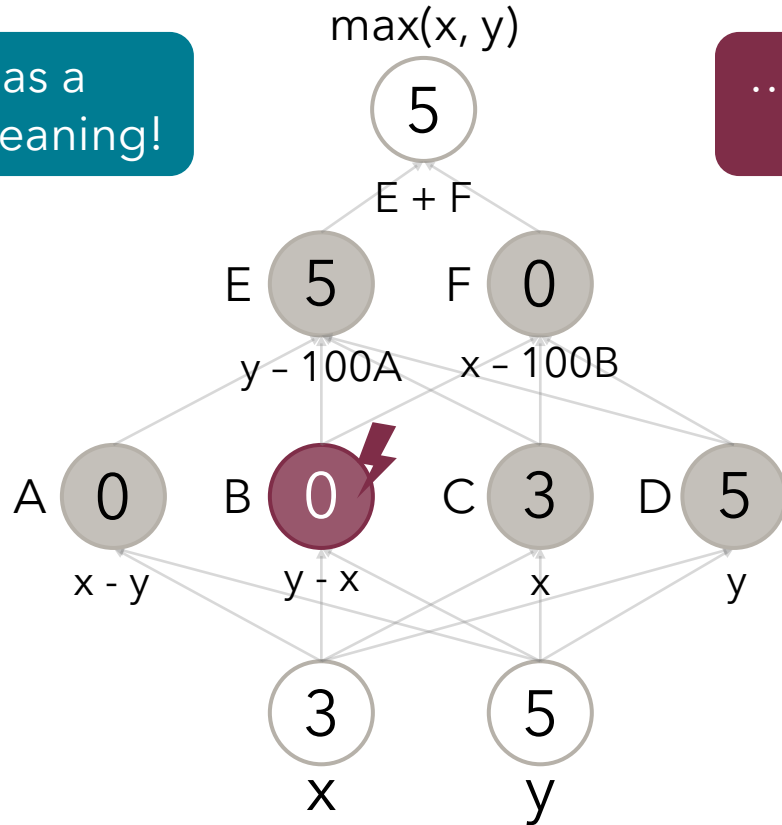 max(x, y)
as a
eaning!
..
5
E + F
E 5 F 0
y – 100A x – 100B
A 0 B 0 C 3 D 5
x - y y - x x y
3 5
x y